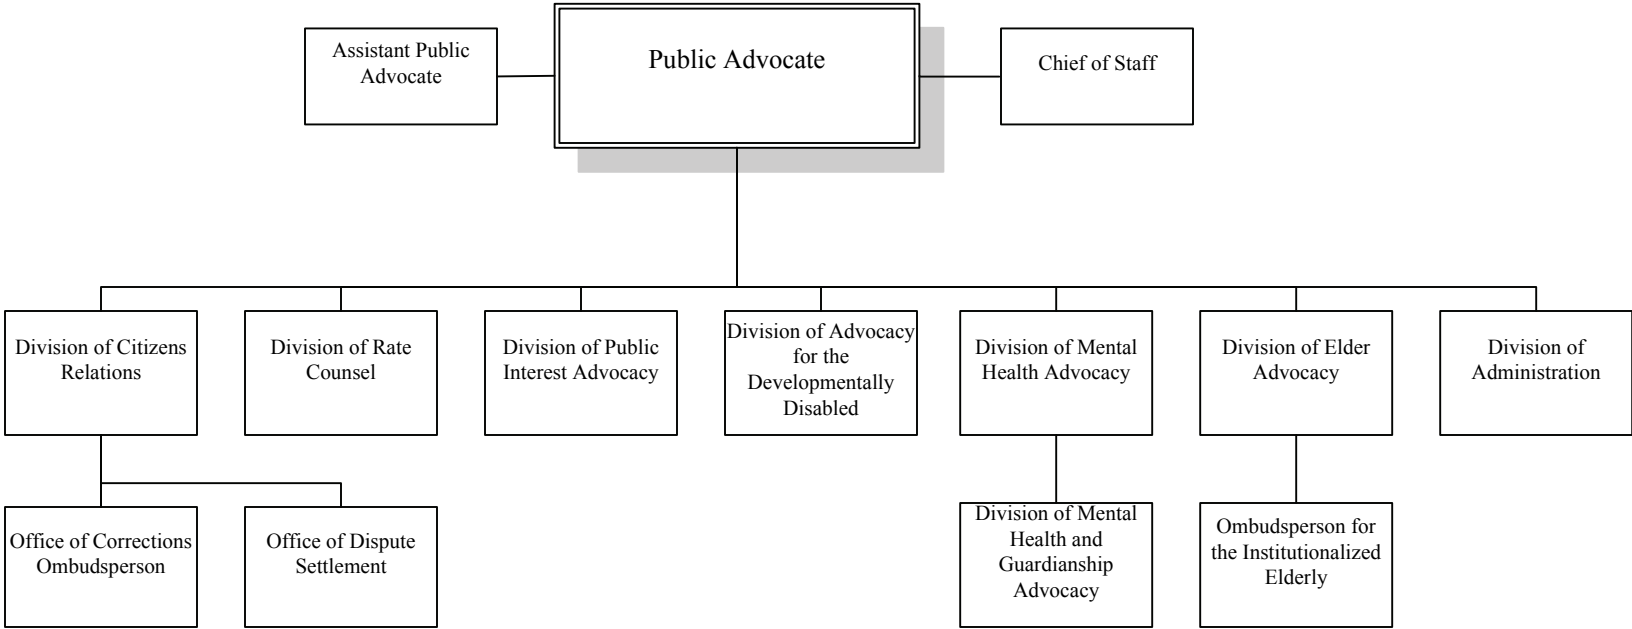 Assistant Public
Advocate
Public Advocate
Chief of Staff
Division of Citizens
Relations
Division of Rate
Counsel
Division of Public
Interest Advocacy
Division of Advocacy
for the
Developmentally
Disabled
Division of Mental
Health Advocacy
Division of Elder
Advocacy
Division of
Administration
Office of Corrections
Ombudsperson
Office of Dispute
Settlement
Division of Mental
Health and
Guardianship
Advocacy
Ombudsperson for
the Institutionalized
Elderly